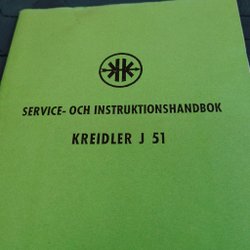 SERVICE- OCH INSTRUKTIONSHANDBOK
KREIDLER J 51